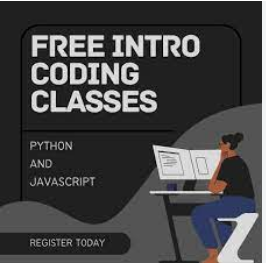 FREE INTRO
CODING
CLASSES
PYTHON
AND
JAVASCRIPT
REGISTER TODAY